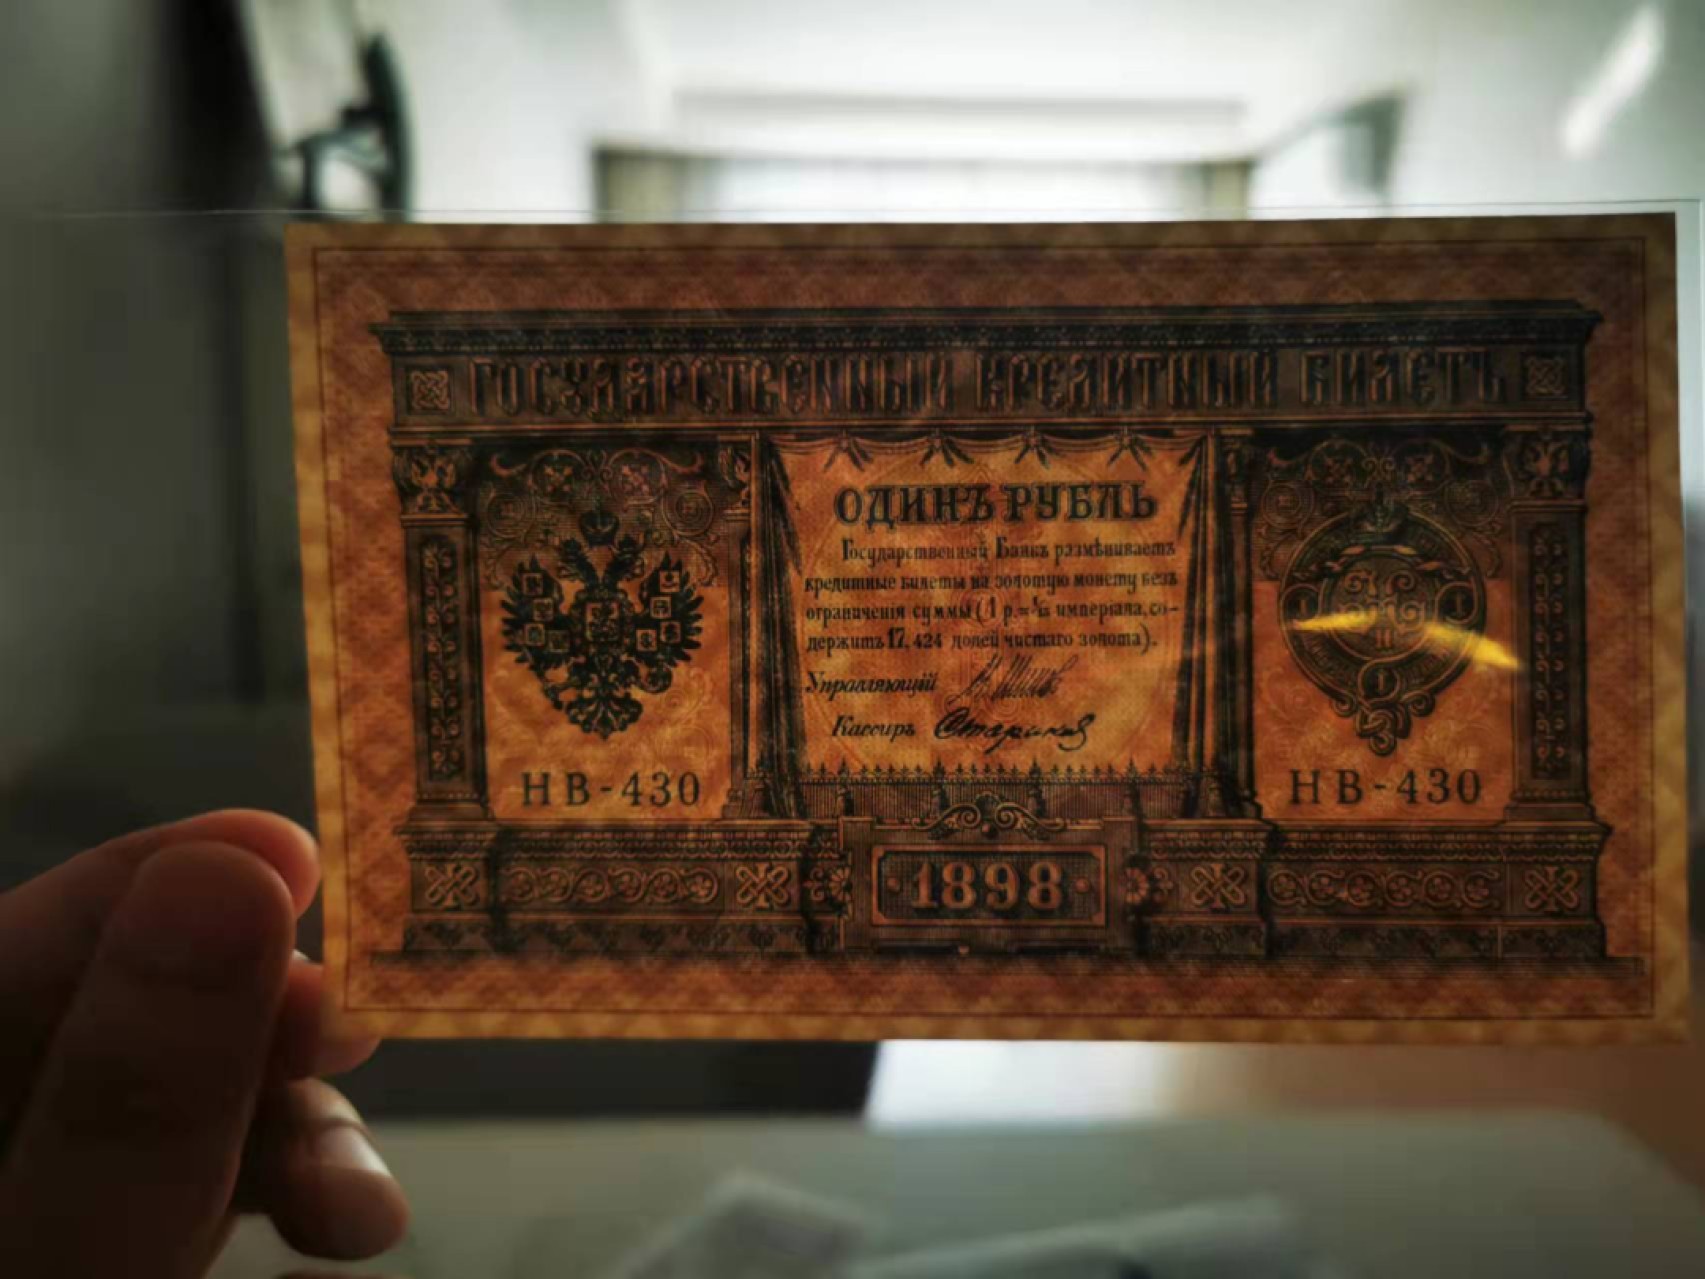 ГОСУДАРСТВЕННЫЙ КРЕДИТНЫЙ БИЛЕТЪ
ОДИНЪ РУБЛЬ
Государственный Банкъ размѣниваетъ
кредитные билеты на золотую монету безъ
ограниченія суммы (1 р.=1/15 имперіала, со-
держитъ 17,424 долей чистаго золота).
Управляющій
Кассиръ
НВ-430
НВ-430
1898